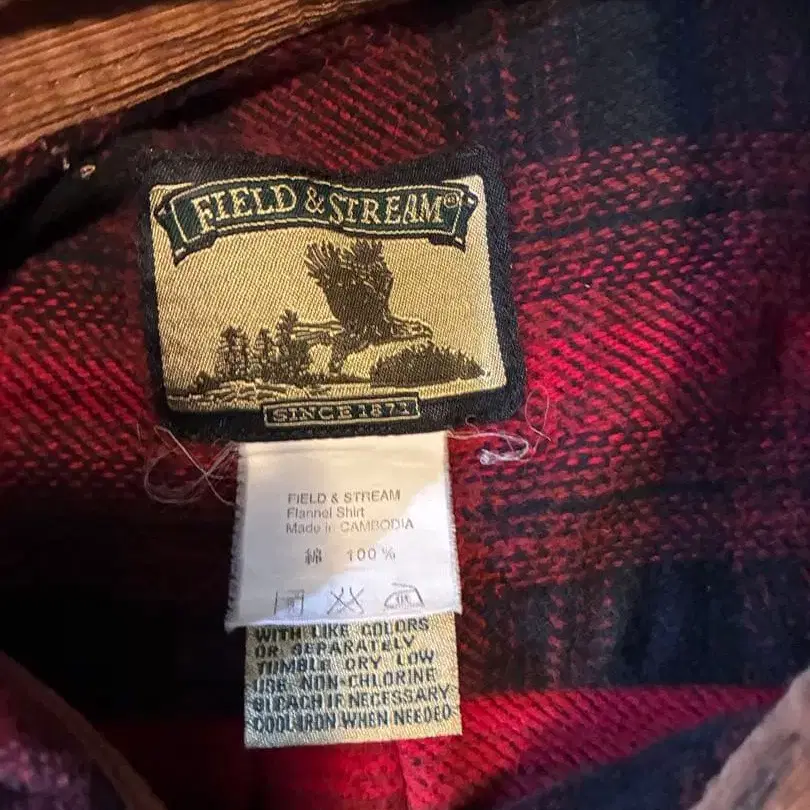 FIELD & STREAM®
SINCE 1871
FIELD & STREAM
Flannel Shirt
Made in CAMBODIA
綿 100%
WITH LIKE COLORS
OR SEPARATELY
TUMBLE DRY LOW
USE NON-CHLORINE
BLEACH IF NECESSARY
COOL IRON WHEN NEEDED